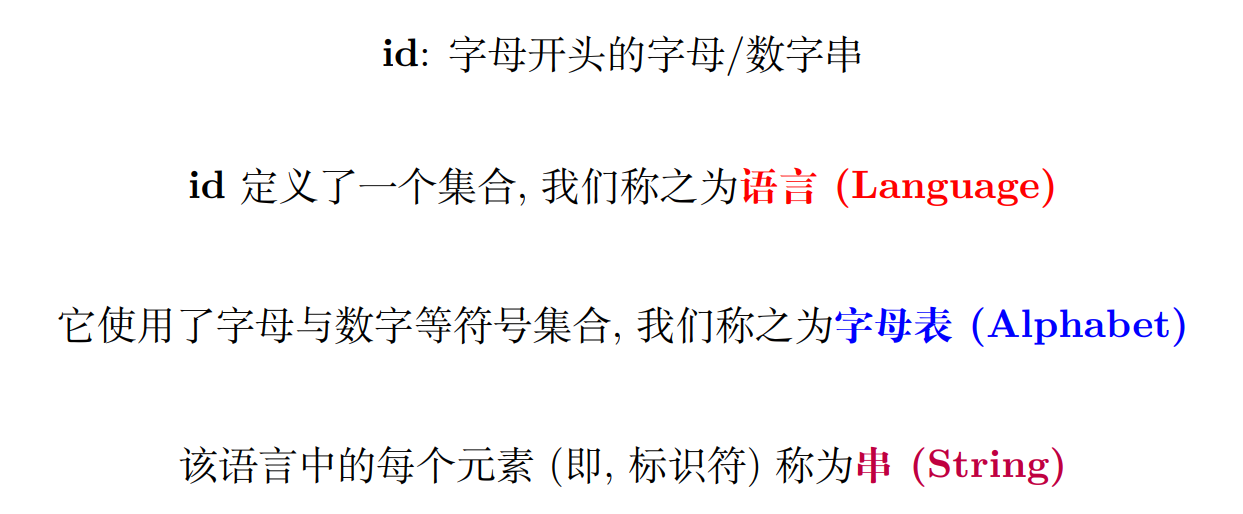 id: 字母开头的字母/数字串
id 定义了一个集合, 我们称之为语言 (Language)
它使用了字母与数字等符号集合, 我们称之为字母表 (Alphabet)
该语言中的每个元素 (即, 标识符) 称为串 (String)